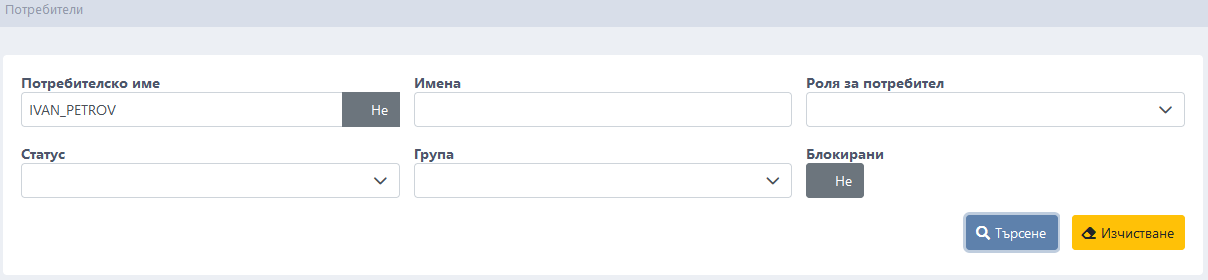 Потребители
Потребителско име
Имена
Роля за потребител
IVAN_PETROV
Не
Статус
Група
Блокирани
Не
Търсене
Изчистване